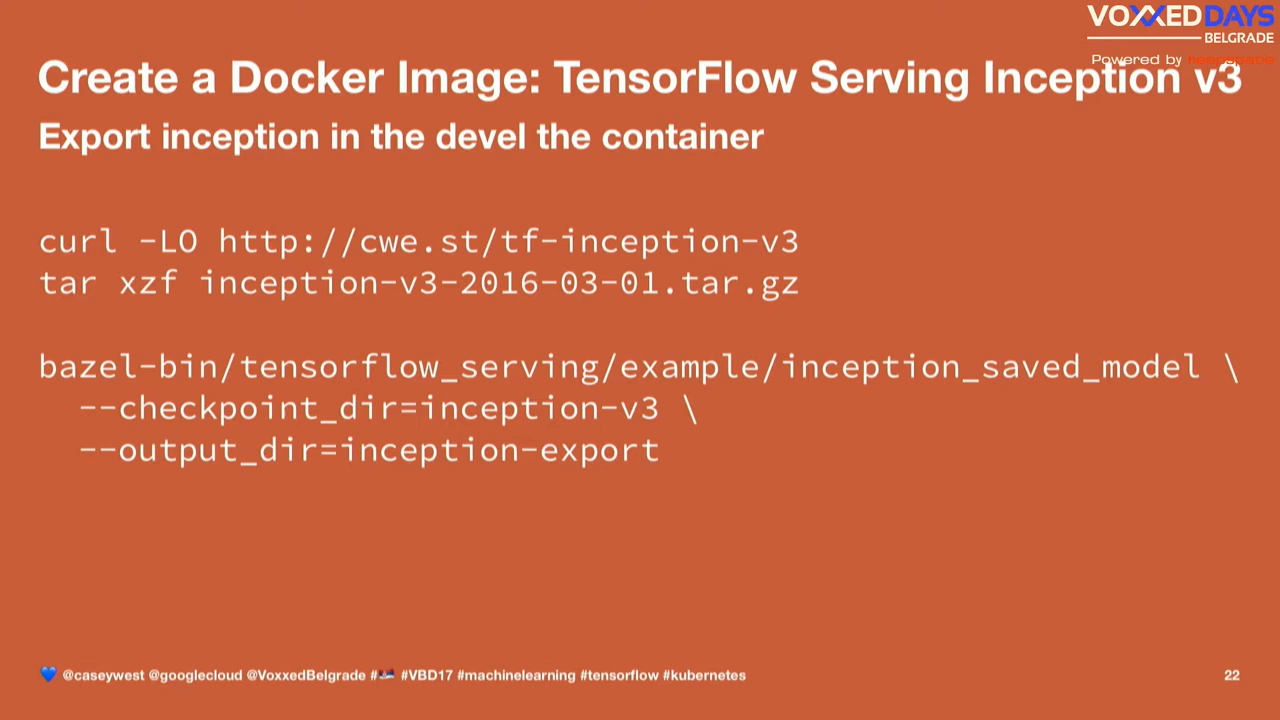 VOXXED DAYS
BELGRADE
Powered by heapspace
Create a Docker Image: TensorFlow Serving Inception v3
Export inception in the devel the container
curl -LO http://cwe.st/tf-inception-v3
tar xzf inception-v3-2016-03-01.tar.gz
bazel-bin/tensorflow_serving/example/inception_saved_model \
--checkpoint_dir=inception-v3 \
--output_dir=inception-export
💙 @caseywest @googlecloud @VoxxedBelgrade #🇷🇸 #VBD17 #machinelearning #tensorflow #kubernetes
22